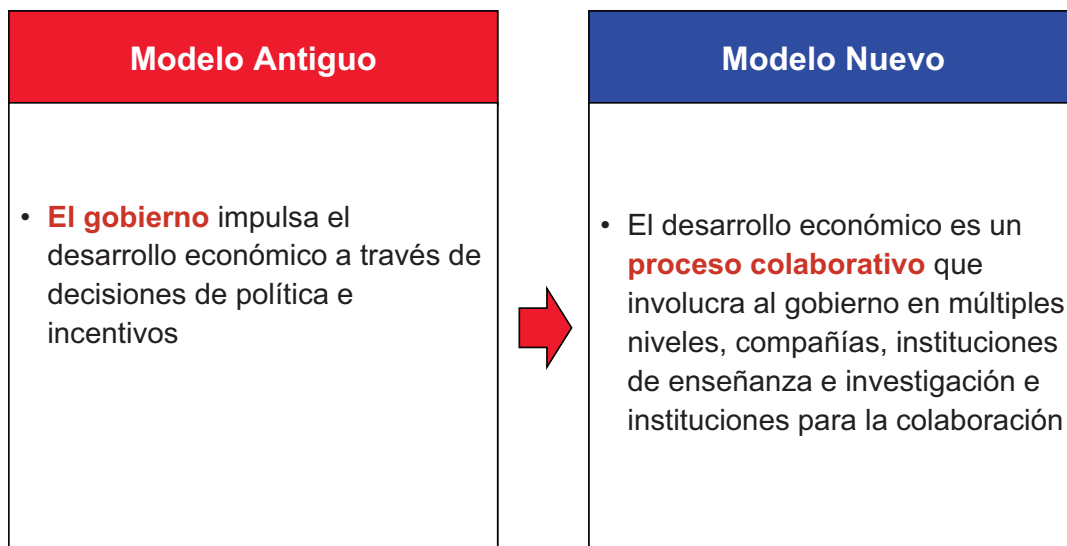 Modelo Antiguo
• El gobierno impulsa el
desarrollo económico a través de
decisiones de política e
incentivos
Modelo Nuevo
• El desarrollo económico es un
proceso colaborativo que
involucra al gobierno en múltiples
niveles, compañías, instituciones
de enseñanza e investigación e
instituciones para la colaboración